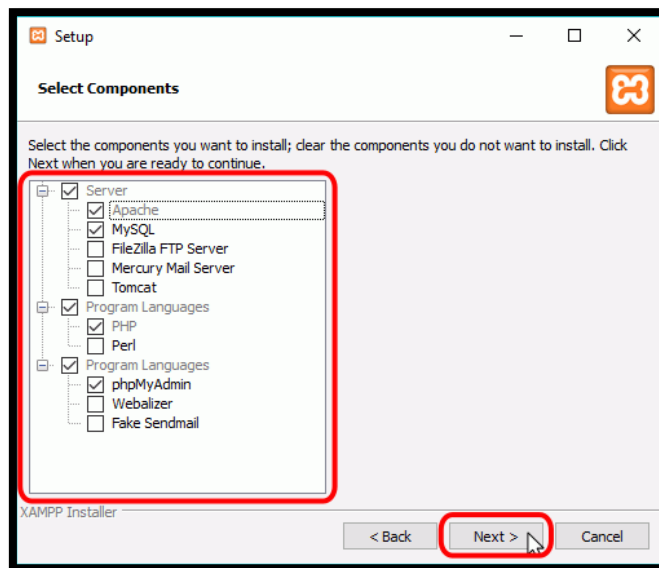 Setup
Select Components
Select the components you want to install; clear the components you do not want to install. Click
Next when you are ready to continue.
Server
Apache
MySQL
FileZilla FTP Server
Mercury Mail Server
Tomcat
Program Languages
PHP
Perl
Program Languages
phpMyAdmin
Webalizer
Fake Sendmail
XAMPP Installer
< Back Next > Cancel